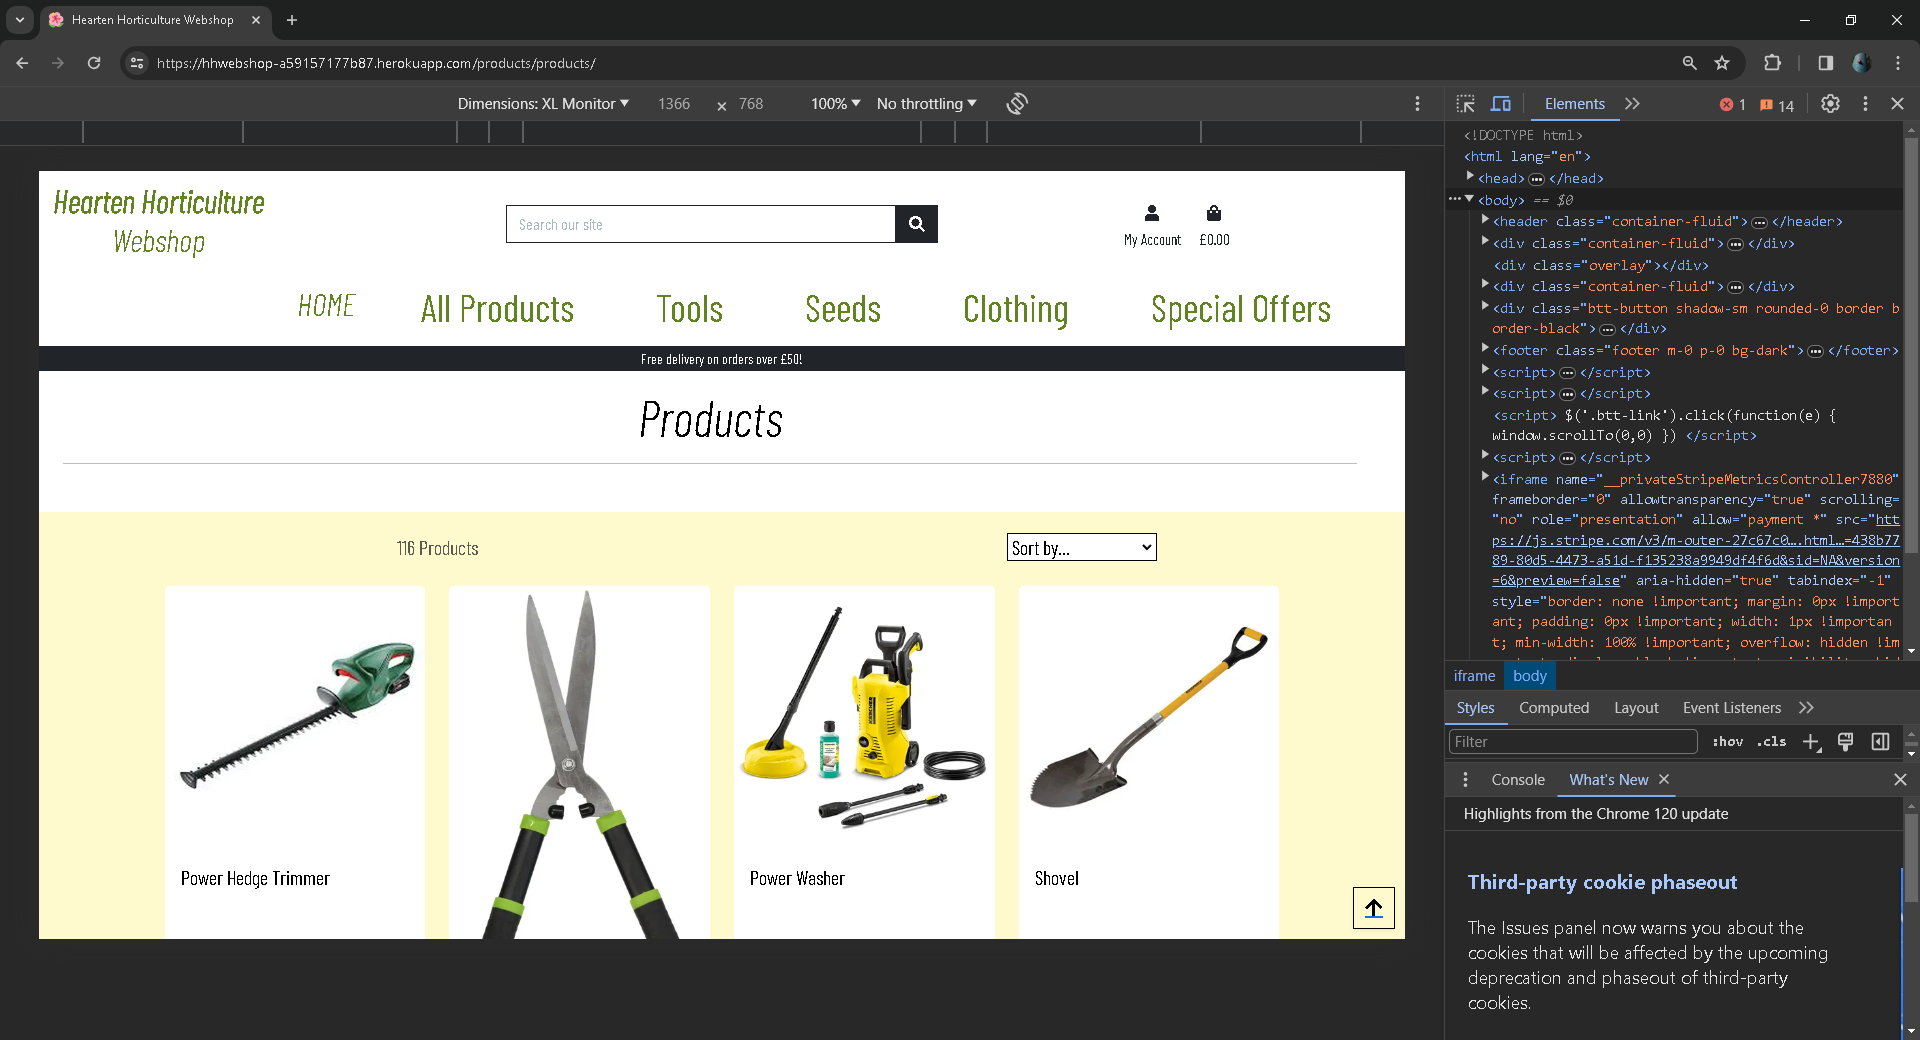 Hearten Horticulture Webshop
https://hhwebshop-a59157177b87.herokuapp.com/products/products/
Dimensions: XL Monitor 1366 × 768 100% No throttling
Elements 1 14
Hearten Horticulture
Webshop
Search our site
My Account £0.00
HOME All Products Tools Seeds Clothing Special Offers
Free delivery on orders over £50!
Products
116 Products
Sort by...
Power Hedge Trimmer
Power Washer
Shovel
<!DOCTYPE html>
<html lang="en">
<head> </head>
<body> == $0
<header class="container-fluid"> </header>
<div class="container-fluid"> </div>
<div class="overlay"></div>
<div class="container-fluid"> </div>
<div class="btt-button shadow-sm rounded-0 border b
order-black"> </div>
<footer class="footer m-0 p-0 bg-dark"> </footer>
<script> </script>
<script> </script>
<script> $('.btt-link').click(function(e) {
window.scrollTo(0,0) }) </script>
<script> </script>
<iframe name="__privateStripeMetricsController7880"
frameborder="0" allowtransparency="true" scrolling=
"no" role="presentation" allow="payment *" src="htt
ps://js.stripe.com/v3/m-outer-27c67c0….html…=438b77
89-80d5-4473-a51d-f135238a9949df4f6d&sid=NA&version
=6&preview=false" aria-hidden="true" tabindex="-1"
style="border: none !important; margin: 0px !import
ant; padding: 0px !important; width: 1px !importan
t; min-width: 100% !important; overflow: hidden !im
iframe body
Styles Computed Layout Event Listeners
Filter :hov .cls
Console What's New
Highlights from the Chrome 120 update
Third-party cookie phaseout
The Issues panel now warns you about the
cookies that will be affected by the upcoming
deprecation and phaseout of third-party
cookies.